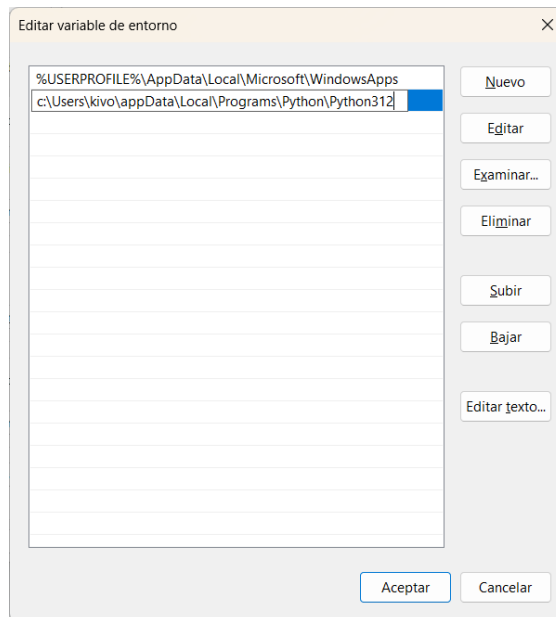 Editar variable de entorno
%USERPROFILE%\AppData\Local\Microsoft\WindowsApps
c:\Users\kivo\appData\Local\Programs\Python\Python312
Nuevo
Editar
Examinar...
Eliminar
Subir
Bajar
Editar texto...
Aceptar
Cancelar